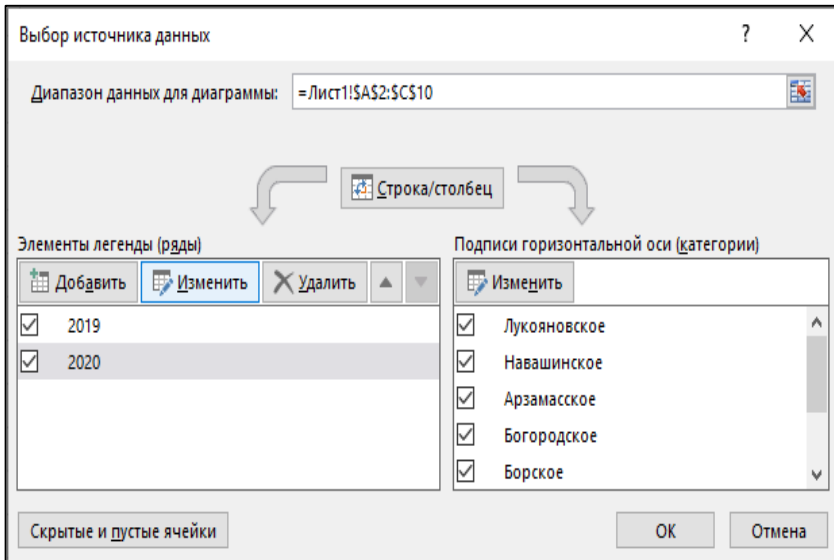 Выбор источника данных ?
Диапазон данных для диаграммы: =Лист1!$A$2:$C$10
Строка/столбец
Элементы легенды (ряды)
Добавить Изменить Удалить
2019
2020
Подписи горизонтальной оси (категории)
Изменить
Лукояновское
Навашинское
Арзамасское
Богородское
Борское
Скрытые и пустые ячейки ОК Отмена